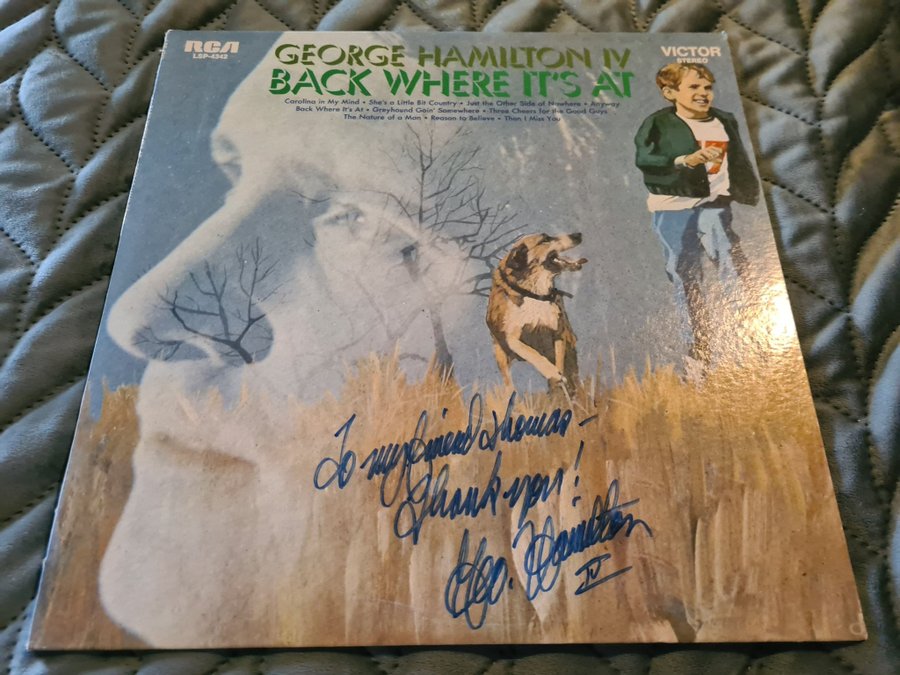 RCA
LSP-4342
GEORGE HAMILTON IV
BACK WHERE IT'S AT
VICTOR
STEREO
Carolina in My Mind • She's a Little Bit Country • Just the Other Side of Nowhere • Anyway
Back Where It's At • Greyhound Goin' Somewhere • Three Cheers for the Good Guys
The Nature of a Man • Reason to Believe • Then I Miss You
To my friend Thomas -
Thank you!
Geo. Hamilton
IV